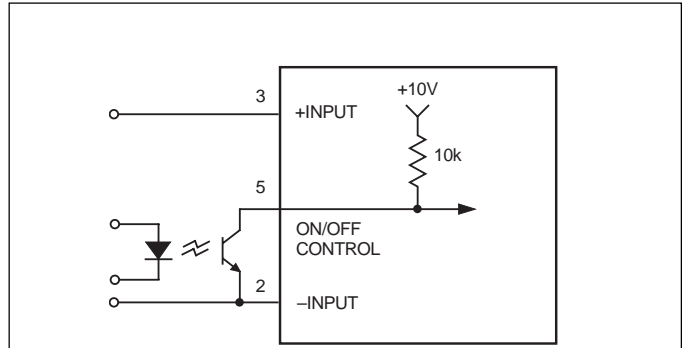 +10V
3
+INPUT
10k
5
ON/OFF
CONTROL
2
–INPUT